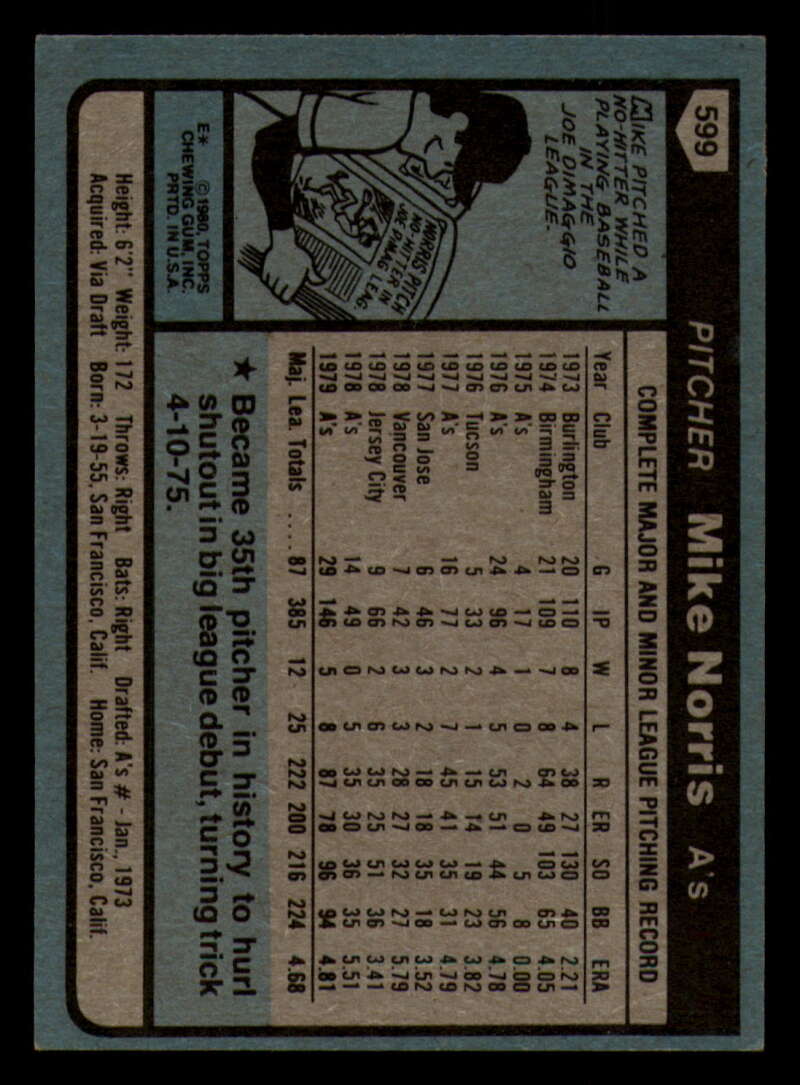 599
PITCHER Mike Norris A's
MIKE PITCHED A
NO-HITTER WHILE
PLAYING BASEBALL
IN THE
JOE DIMAGGIO
LEAGUE.
NORRIS PITCH
NO-HITTER IN
JOE DIMAG LEAG
E* © 1980, TOPPS
CHEWING GUM, INC.
PRTD. IN U.S.A.
COMPLETE MAJOR AND MINOR LEAGUE PITCHING RECORD
Year Club G IP W L R ER SO BB ERA
1973 Burlington 20 110 8 4 38 27 130 40 2.21
1974 Birmingham 21 109 7 8 64 49 103 65 4.05
1975 A's 4 17 1 0 2 0 5 8 0.00
1976 A's 24 96 4 5 53 51 44 56 4.78
1976 Tucson 5 33 2 1 15 14 19 23 3.82
1977 A's 16 77 2 7 45 41 35 31 4.79
1977 San Jose 6 46 3 2 18 18 35 18 3.52
1978 Vancouver 7 42 3 3 28 27 32 27 5.79
1978 Jersey City 9 66 2 6 35 25 51 36 3.41
1978 A's 14 49 0 5 35 30 36 35 5.51
1979 A's 29 146 5 8 87 78 96 94 4.81
Maj. Lea. Totals .... 87 385 12 25 222 200 216 224 4.68
★ Became 35th pitcher in history to hurl
shutout in big league debut, turning trick
4-10-75.
Height: 6'2" Weight: 172 Throws: Right Bats: Right Drafted: A's # - Jan., 1973
Acquired: Via Draft Born: 3-19-55, San Francisco, Calif. Home: San Francisco, Calif.